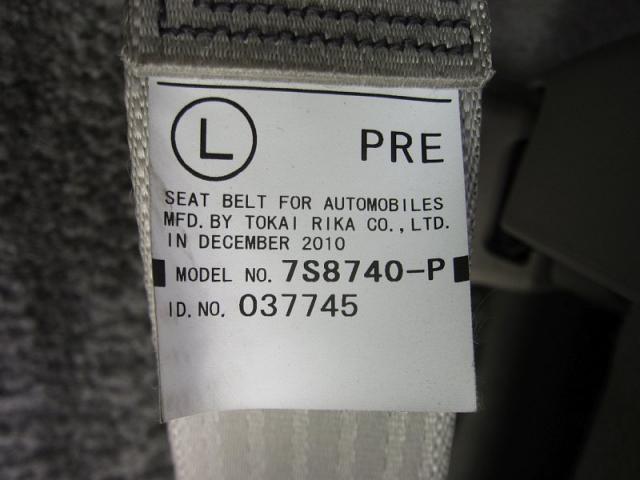 L PRE
SEAT BELT FOR AUTOMOBILES
MFD. BY TOKAI RIKA CO., LTD.
IN DECEMBER 2010
MODEL NO. 7S8740-P
ID. NO. 037745